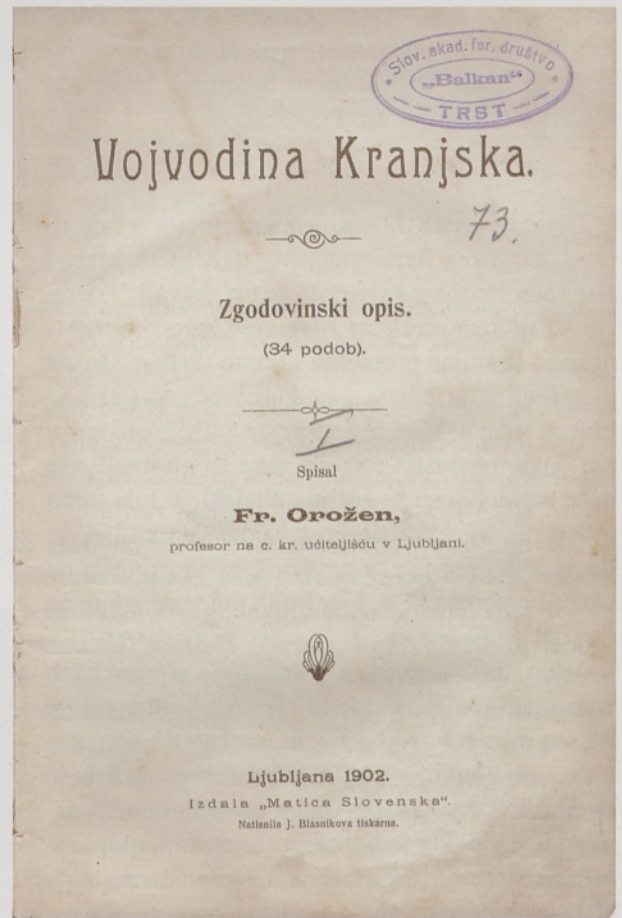 Slov. akad. fer. društvo
„Balkan“
TRST
Vojvodina Kranjska.
73.
Zgodovinski opis.
(34 podob).
I
Spisal
Fr. Orožen,
profesor na c. kr. učiteljišču v Ljubljani.
Ljubljana 1902.
Izdala „Matica Slovenska“.
Natisnila J. Blasnikova tiskarna.